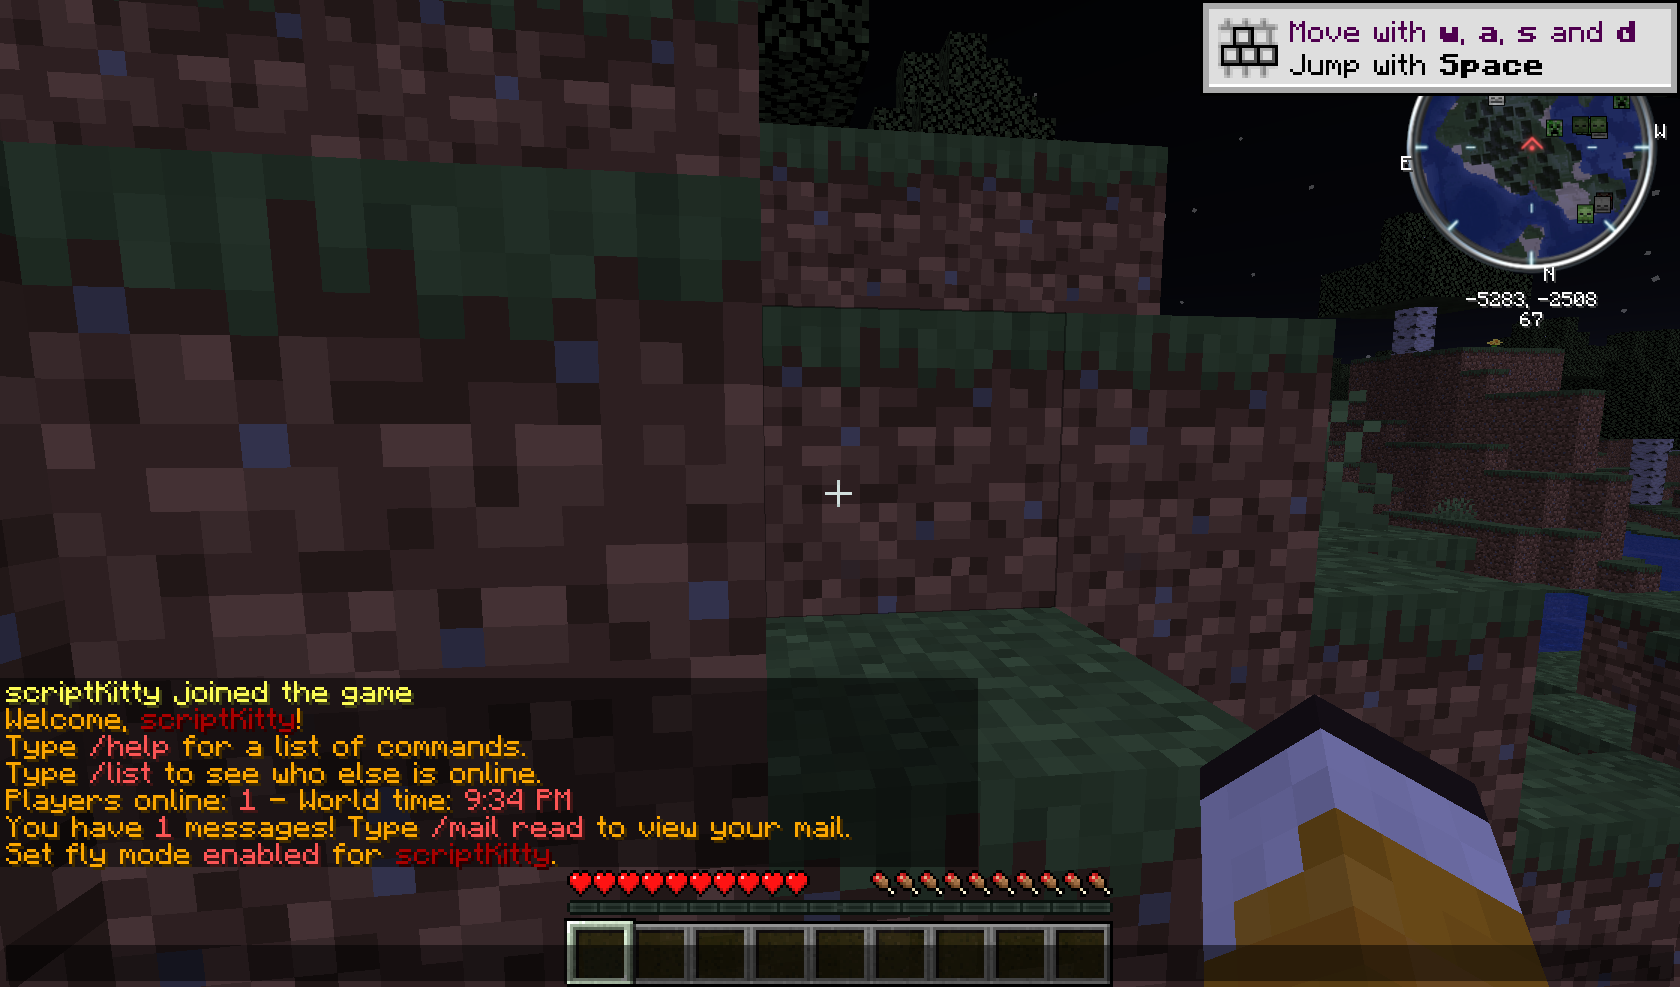 Move with w, a, s and d
Jump with Space
W
E
N
-5283, -2508
67
scriptKitty joined the game
Welcome, scriptKitty!
Type /help for a list of commands.
Type /list to see who else is online.
Players online: 1 - World time: 9:34 PM
You have 1 messages! Type /mail read to view your mail.
Set fly mode enabled for scriptKitty.